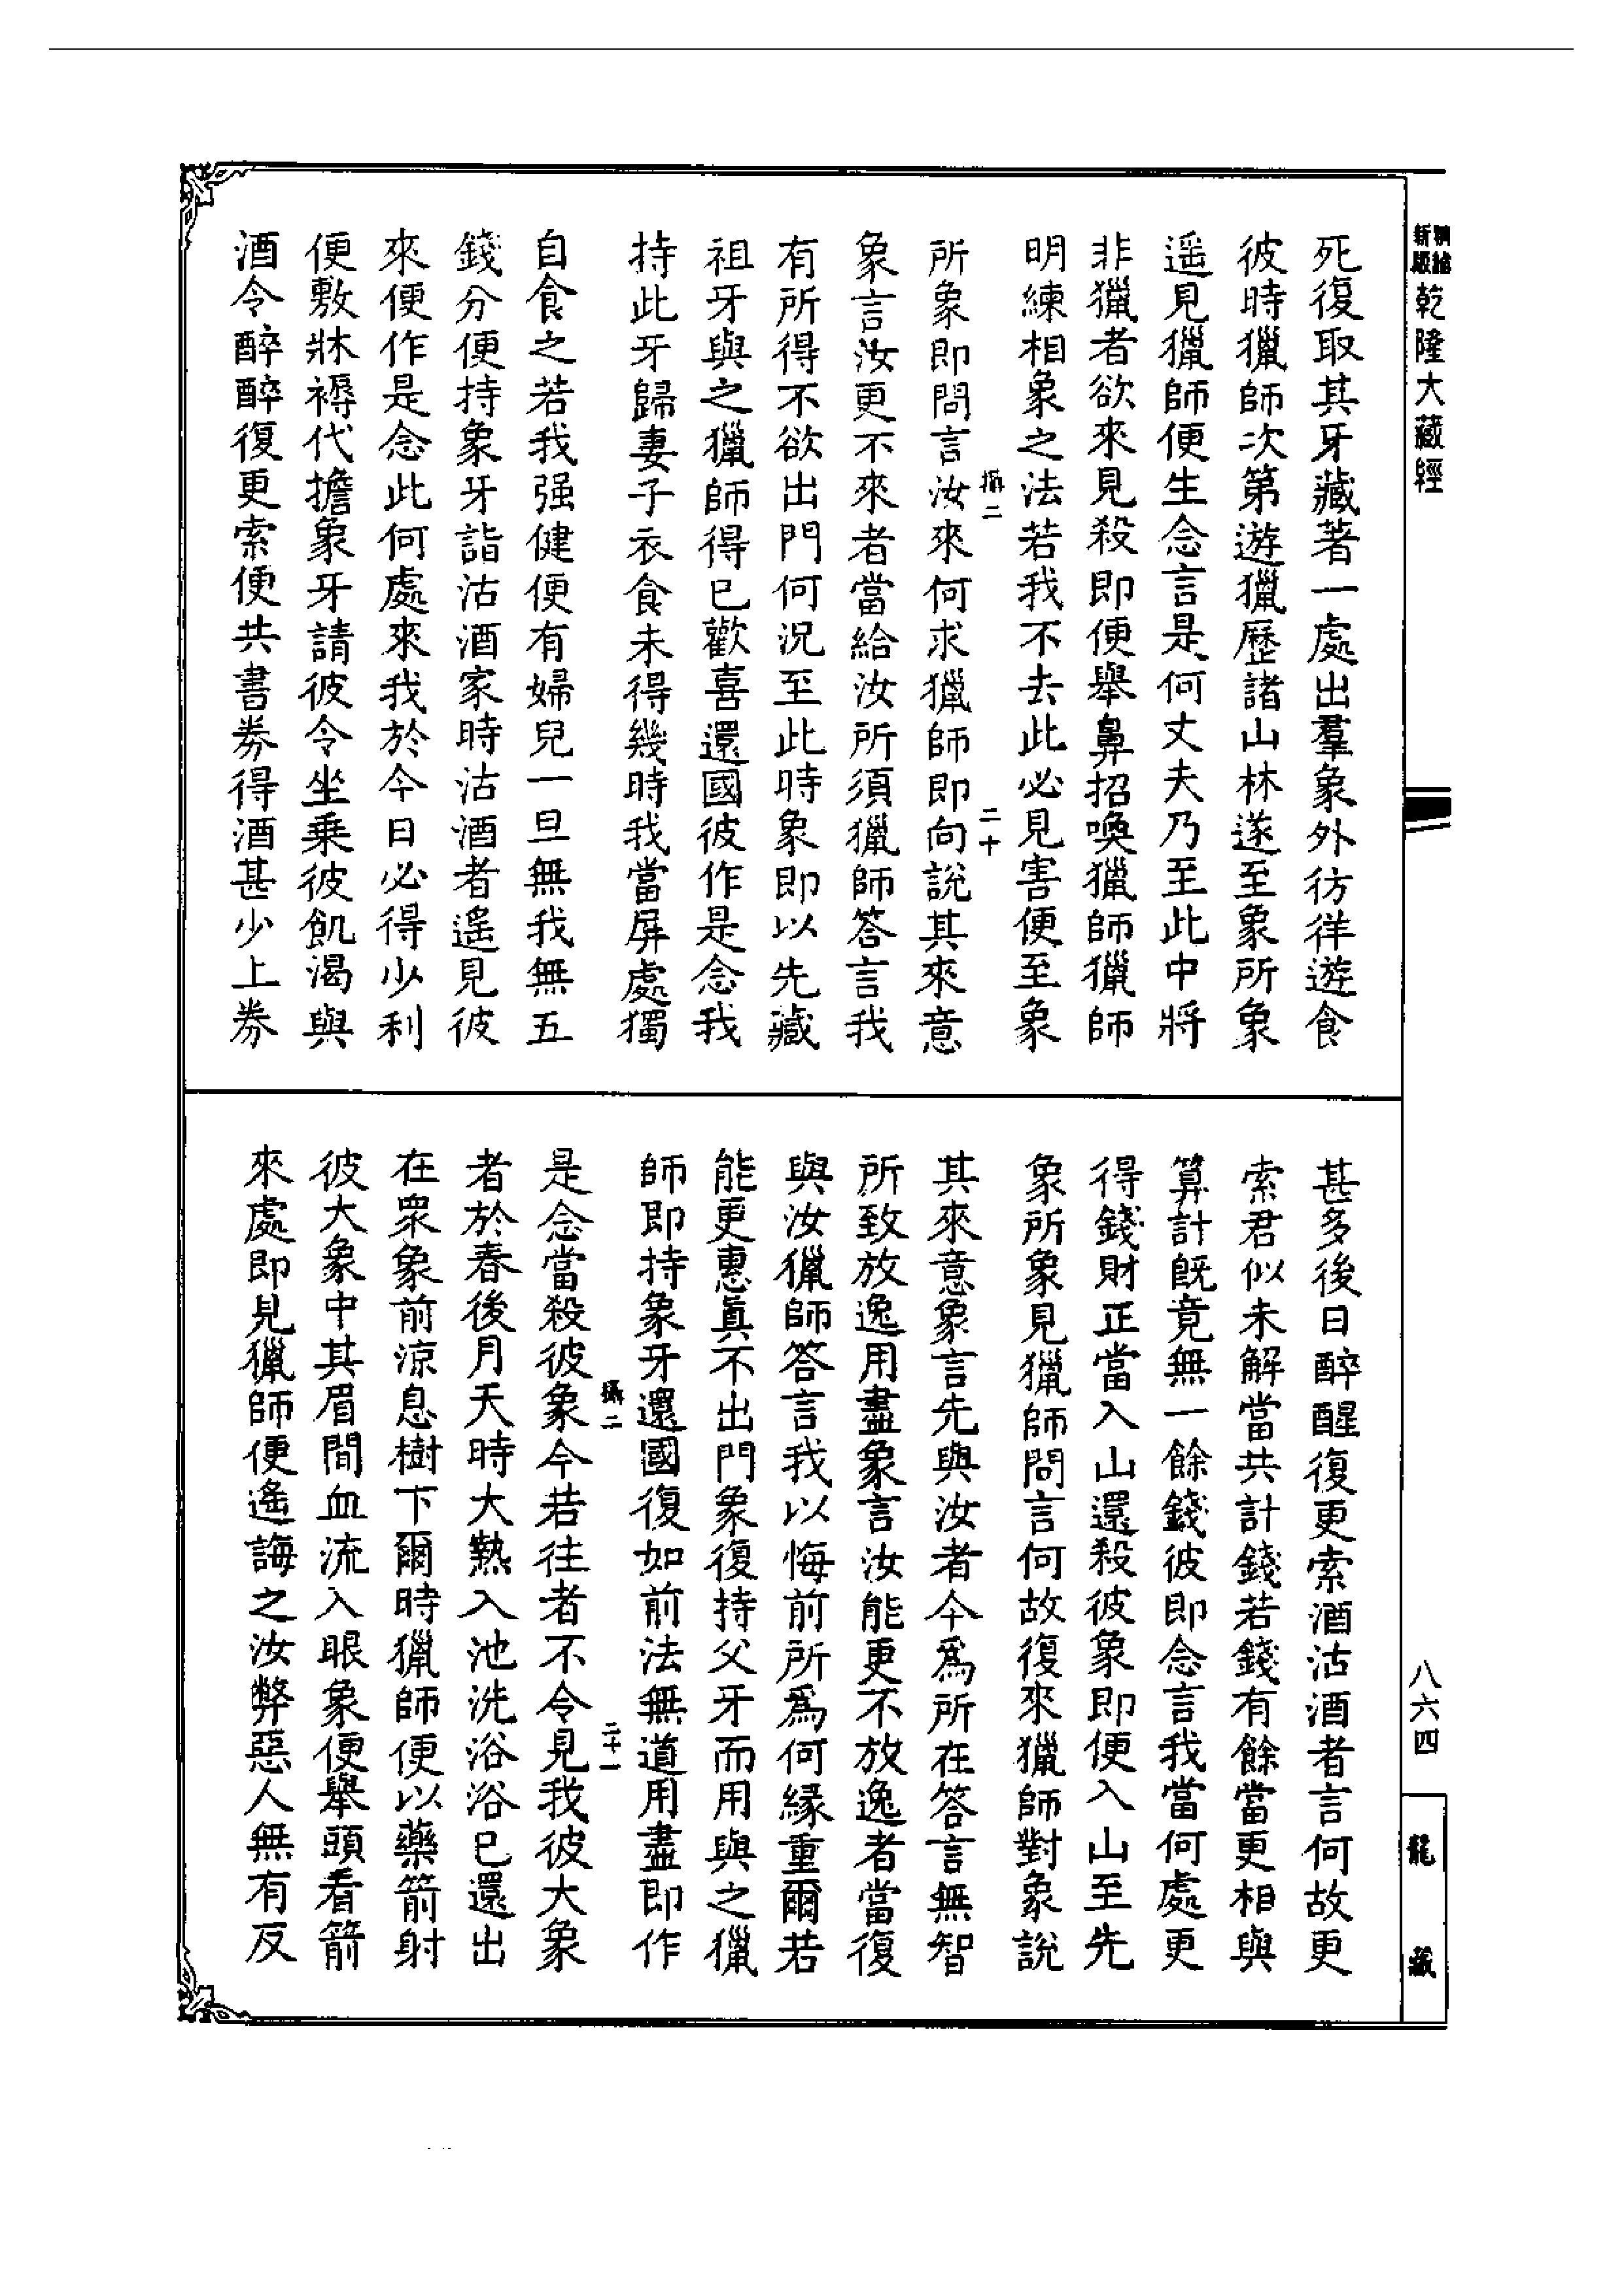 乾隆大藏經
死復取其牙藏著一處出羣象外彷徉遊食
彼時獵師次第遊獵歷諸山林遂至象所象
遥見獵師便生念言是何丈夫乃至此中將
非獵者欲來見殺即便舉鼻招喚獵師獵師
明練相象之法若我不去此必見害便至象
攝二
二十
所象即問言汝來何求獵師即向說其來意
象言汝更不來者當給汝所須獵師答言我
有所得不欲出門何況至此時象即以先藏
祖牙與之獵師得已歡喜還國彼作是念我
持此牙歸妻子衣食未得幾時我當屏處獨
自食之若我强健便有婦兒一旦無我無五
錢分便持象牙詣沽酒家時沽酒者遙見彼
來便作是念此何處來我於今日必得少利
便敷牀褥代擔象牙請彼令坐乘彼飢渴與
酒令醉醉復更索便共書券得酒甚少上券
甚多後日醉醒復更索酒沽酒者言何故更
索君似未解當共計錢若錢有餘當更相與
算計旣竟無一餘錢彼即念言我當何處更
得錢財正當入山還殺彼象即便入山至先
象所象見獵師問言何故復來獵師對象說
其來意象言先與汝者今爲所在答言無智
所致放逸用盡象言汝能更不放逸者當復
與汝獵師答言我以悔前所爲何緣重爾若
能更惠眞不出門象復持父牙而用與之獵
師即持象牙還國復如前法無道用盡即作
攝二
二十一
是念當殺彼象今若往者不令見我彼大象
者於春後月天時大熱入池洗浴浴已還出
在眾象前涼息樹下爾時獵師便以藥箭射
彼大象中其眉間血流入眼象便舉頭看箭
來處即見獵師便遙誨之汝弊惡人無有反
八六四
龍藏